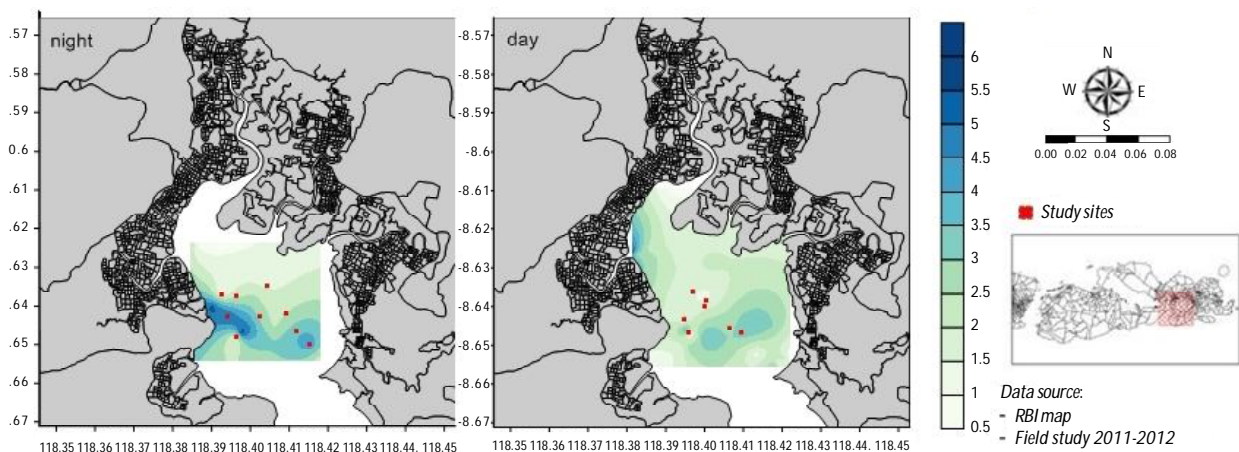 night
.57
.58
.59
0.6
.61
.62
.63
.64
.65
.66
.67
118.35 118.36 118.37 118.38 118.39 118.40 118.41 118.42 118.43 118.44. 118.45
day
-8.57
-8.58
-8.59
-8.6
-8.61
-8.62
-8.63
-8.64
-8.65
-8.66
-8.67
118.35 118.36 118.37 118.38 118.39 118.40 118.41 118.42 118.43 118.44. 118.45
6
5.5
5
4.5
4
3.5
3
2.5
2
1.5
1
0.5
N
W E
S
0.00 0.02 0.04 0.06 0.08
Study sites
Data source:
- RBI map
- Field study 2011-2012